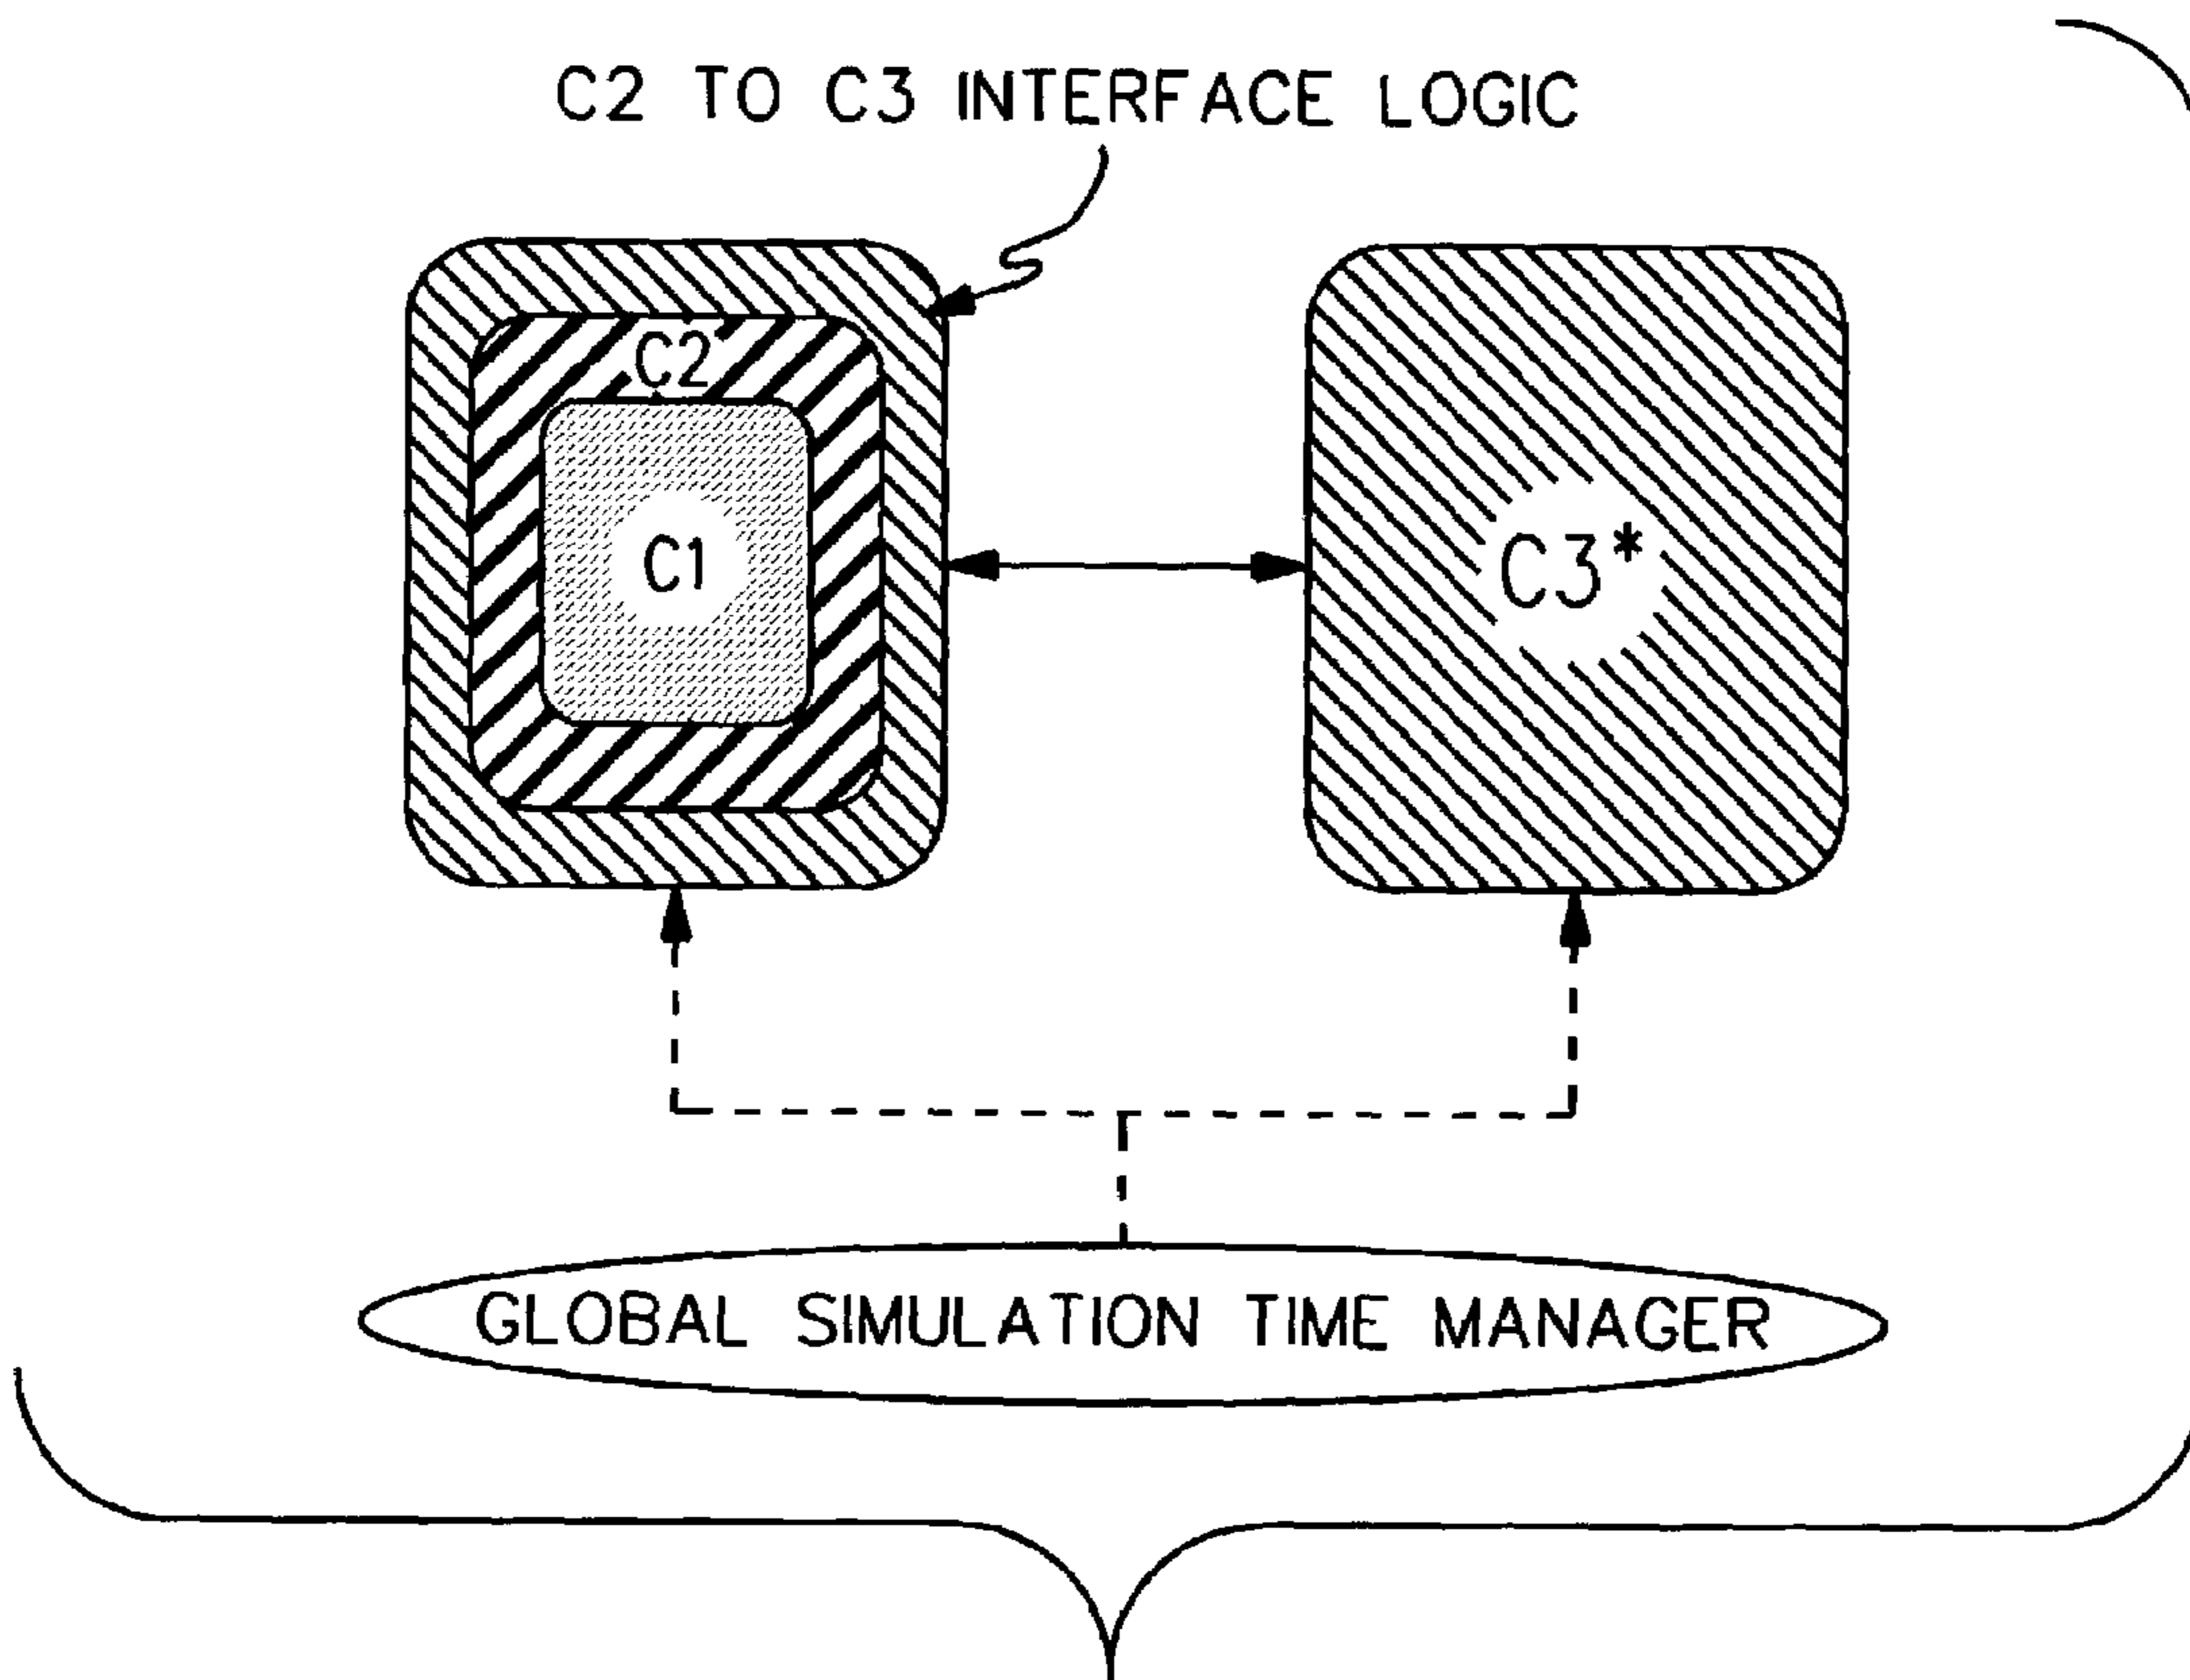 C2 TO C3 INTERFACE LOGIC
C2
C1
C3*
GLOBAL SIMULATION TIME MANAGER